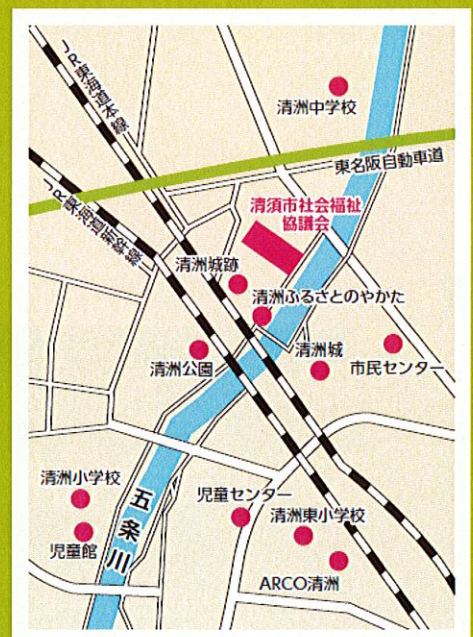 JR東海道本線
清洲中学校
東名阪自動車道
JR東海道新幹線
清須市社会福祉
協議会
清洲城跡
清洲ふるさとのやかた
清洲公園
清洲城
市民センター
清洲小学校
児童センター
五条川
清洲東小学校
児童館
ARCO清洲